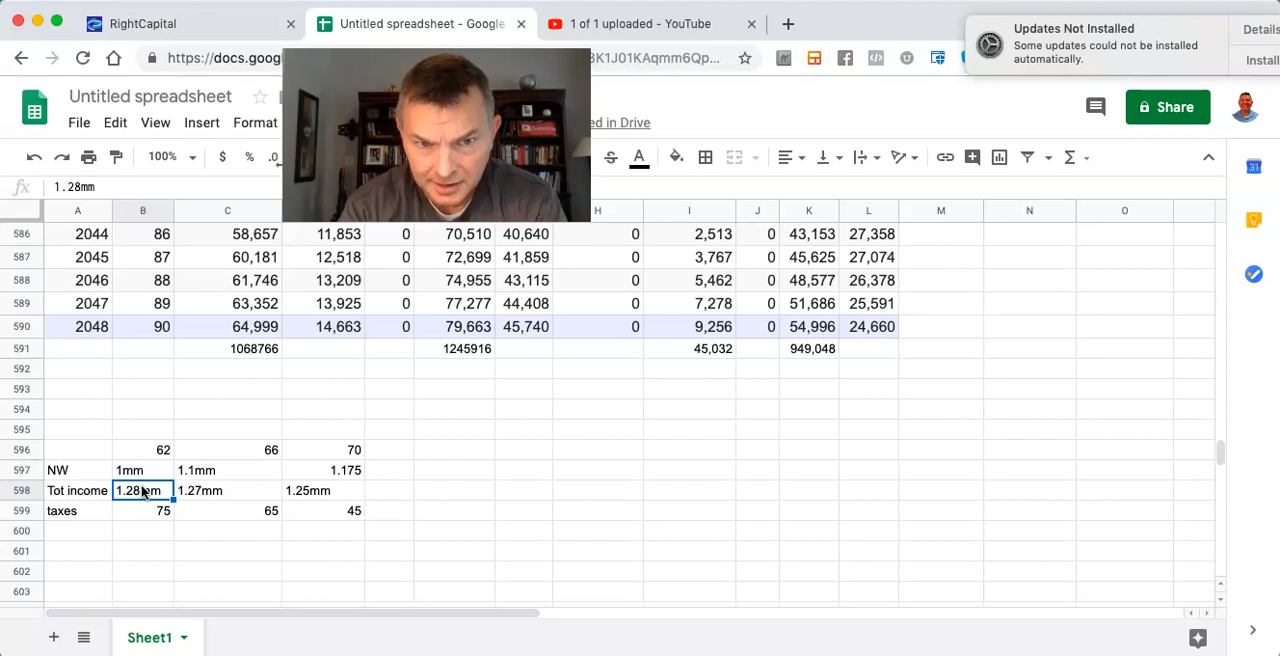 RightCapital
Untitled spreadsheet - Google
1 of 1 uploaded - YouTube
Updates Not Installed
Some updates could not be installed automatically.
Details
Install
https://docs.goog
3K1J01KAqmm6Qp...
Untitled spreadsheet
File Edit View Insert Format
ed in Drive
Share
100% $ % .0
fx 1.28mm
A B C H I J K L M N O
586 2044 86 58,657 11,853 0 70,510 40,640 0 2,513 0 43,153 27,358
587 2045 87 60,181 12,518 0 72,699 41,859 0 3,767 0 45,625 27,074
588 2046 88 61,746 13,209 0 74,955 43,115 0 5,462 0 48,577 26,378
589 2047 89 63,352 13,925 0 77,277 44,408 0 7,278 0 51,686 25,591
590 2048 90 64,999 14,663 0 79,663 45,740 0 9,256 0 54,996 24,660
591 1068766 1245916 45,032 949,048
592
593
594
595
596 62 66 70
597 NW 1mm 1.1mm 1.175
598 Tot income 1.28mm 1.27mm 1.25mm
599 taxes 75 65 45
600
601
602
603
Sheet1
31